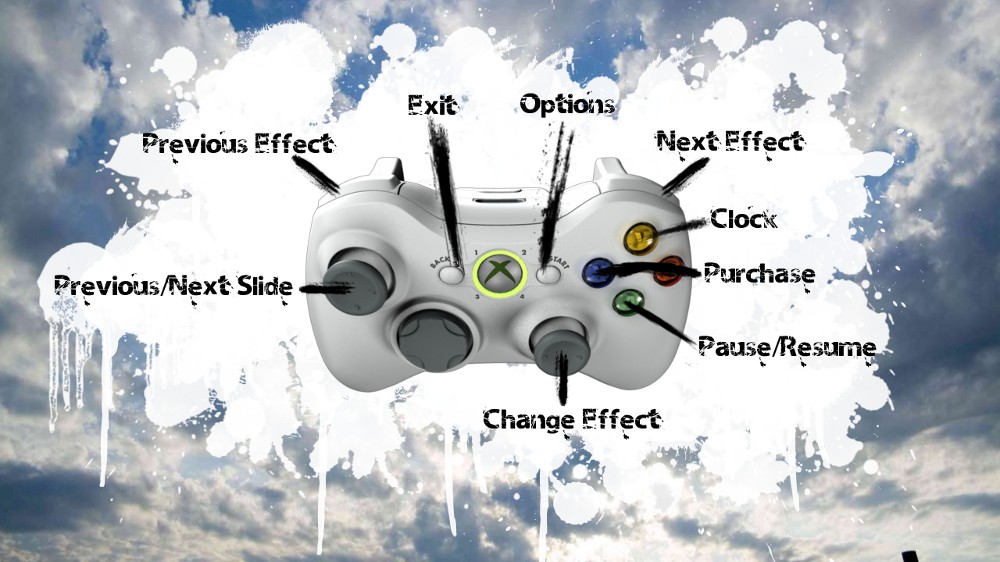 Exit
Options
Previous Effect
Next Effect
Clock
Purchase
Previous/Next Slide
Pause/Resume
Change Effect
BACK
START
1
2
3
4